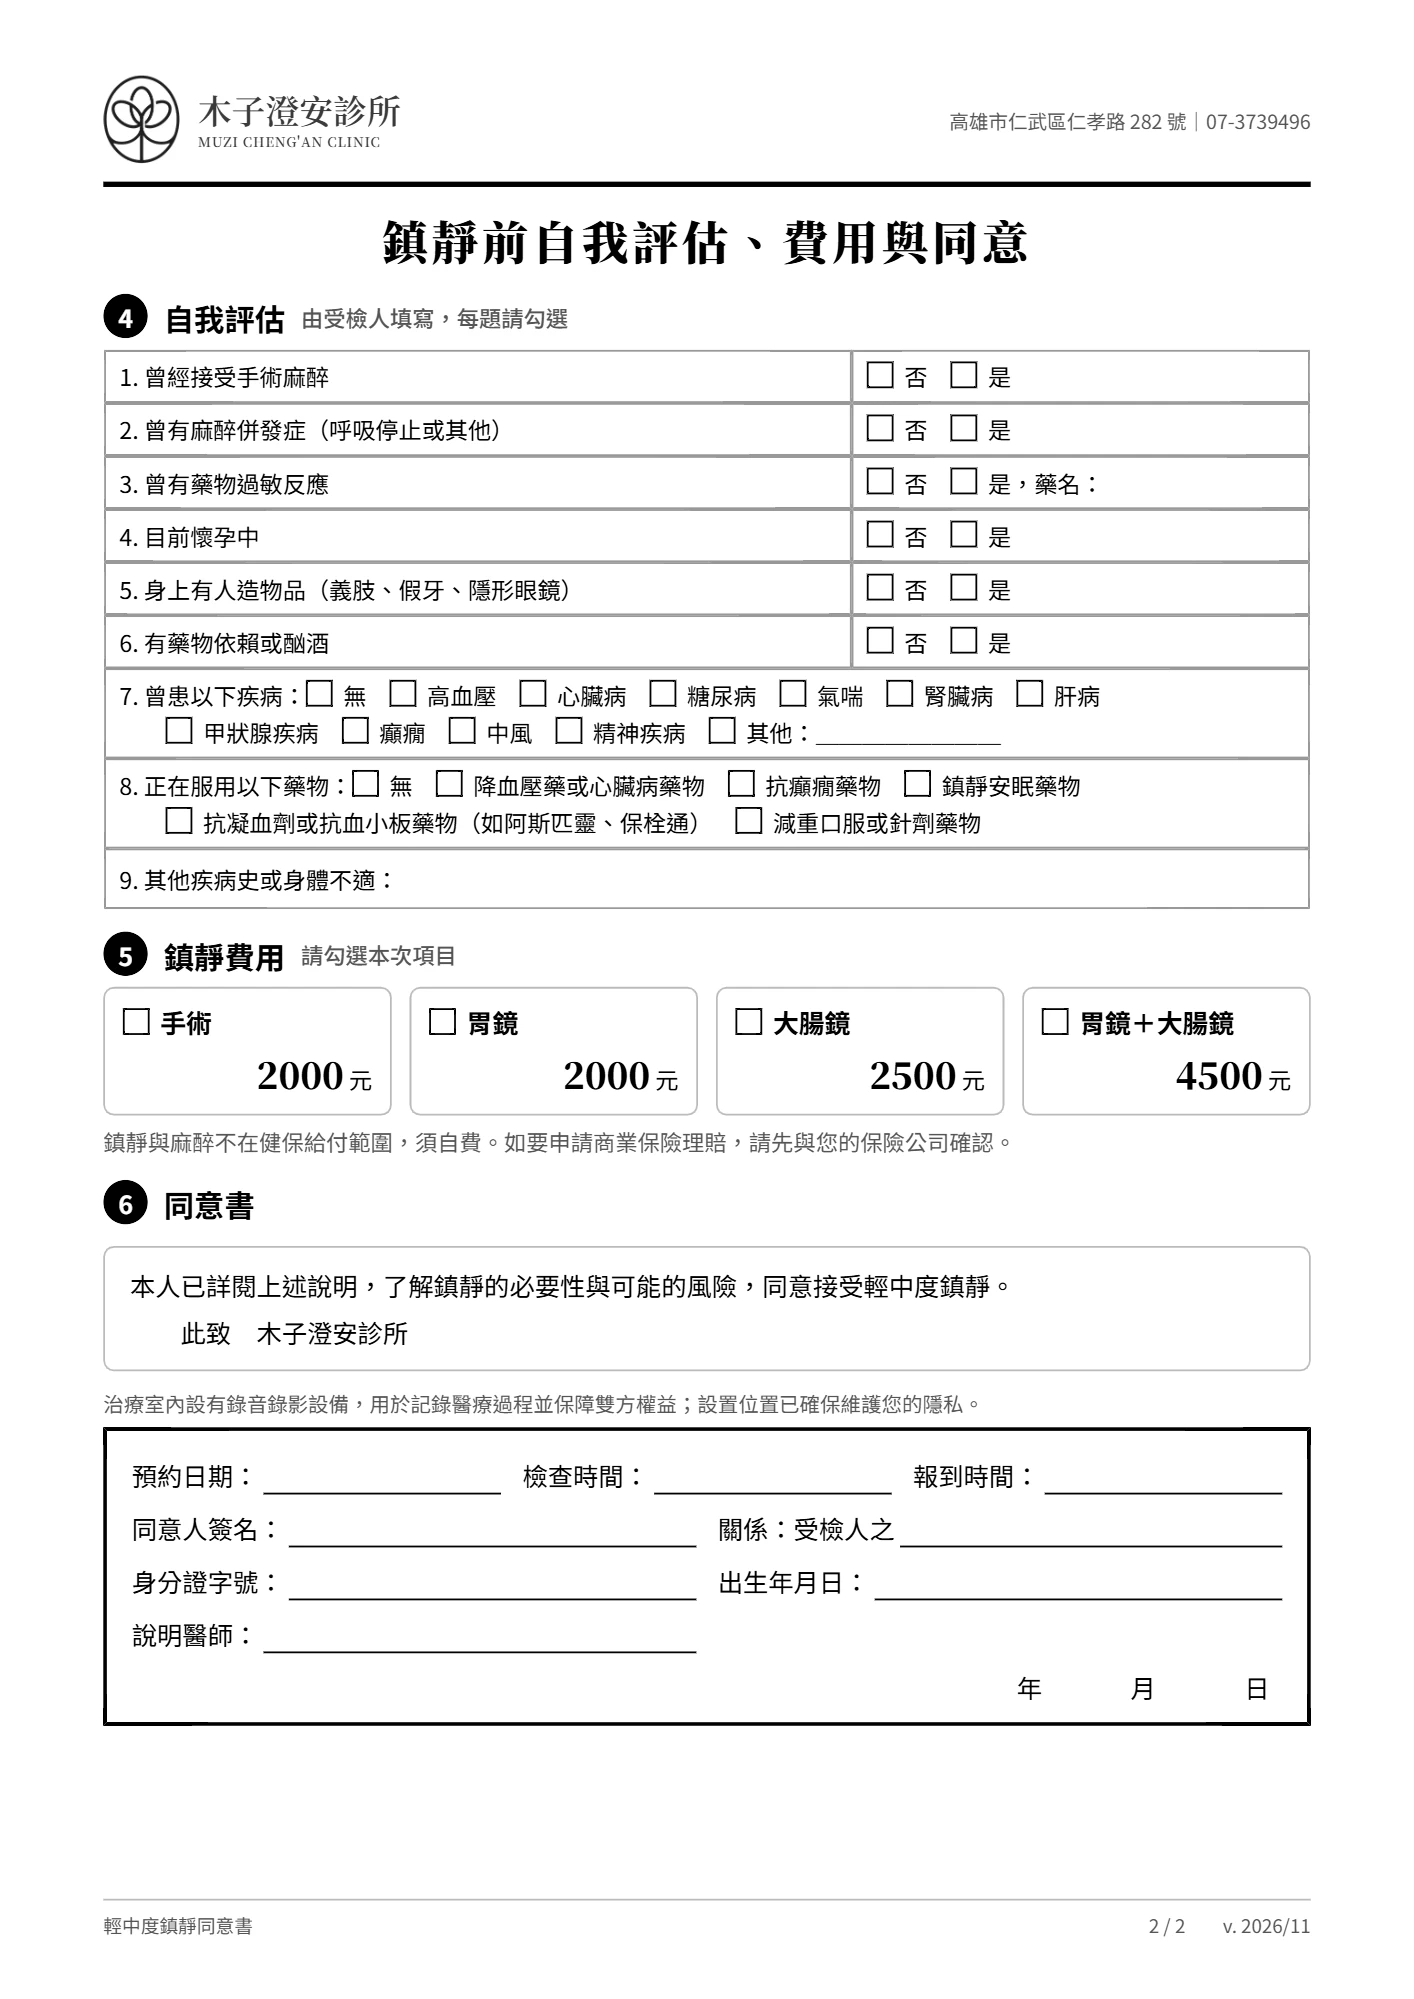 木子澄安診所
MUZI CHENG'AN CLINIC
高雄市仁武區仁孝路 282 號｜07-3739496
鎮靜前自我評估、費用與同意
4 自我評估 由受檢人填寫，每題請勾選
1. 曾經接受手術麻醉 □ 否 □ 是
2. 曾有麻醉併發症（呼吸停止或其他） □ 否 □ 是
3. 曾有藥物過敏反應 □ 否 □ 是，藥名：
4. 目前懷孕中 □ 否 □ 是
5. 身上有人造物品（義肢、假牙、隱形眼鏡） □ 否 □ 是
6. 有藥物依賴或酗酒 □ 否 □ 是
7. 曾患以下疾病：□ 無 □ 高血壓 □ 心臟病 □ 糖尿病 □ 氣喘 □ 腎臟病 □ 肝病
□ 甲狀腺疾病 □ 癲癇 □ 中風 □ 精神疾病 □ 其他：________________
8. 正在服用以下藥物：□ 無 □ 降血壓藥或心臟病藥物 □ 抗癲癇藥物 □ 鎮靜安眠藥物
□ 抗凝血劑或抗血小板藥物（如阿斯匹靈、保栓通） □ 減重口服或針劑藥物
9. 其他疾病史或身體不適：
5 鎮靜費用 請勾選本次項目
□ 手術 □ 胃鏡 □ 大腸鏡 □ 胃鏡＋大腸鏡
2000 元 2000 元 2500 元 4500 元
鎮靜與麻醉不在健保給付範圍，須自費。如要申請商業保險理賠，請先與您的保險公司確認。
6 同意書
本人已詳閱上述說明，了解鎮靜的必要性與可能的風險，同意接受輕中度鎮靜。
此致 木子澄安診所
治療室內設有錄音錄影設備，用於記錄醫療過程並保障雙方權益；設置位置已確保維護您的隱私。
預約日期： 檢查時間： 報到時間：
同意人簽名： 關係：受檢人之
身分證字號： 出生年月日：
說明醫師：
年 月 日
輕中度鎮靜同意書 2 / 2 v. 2026/11